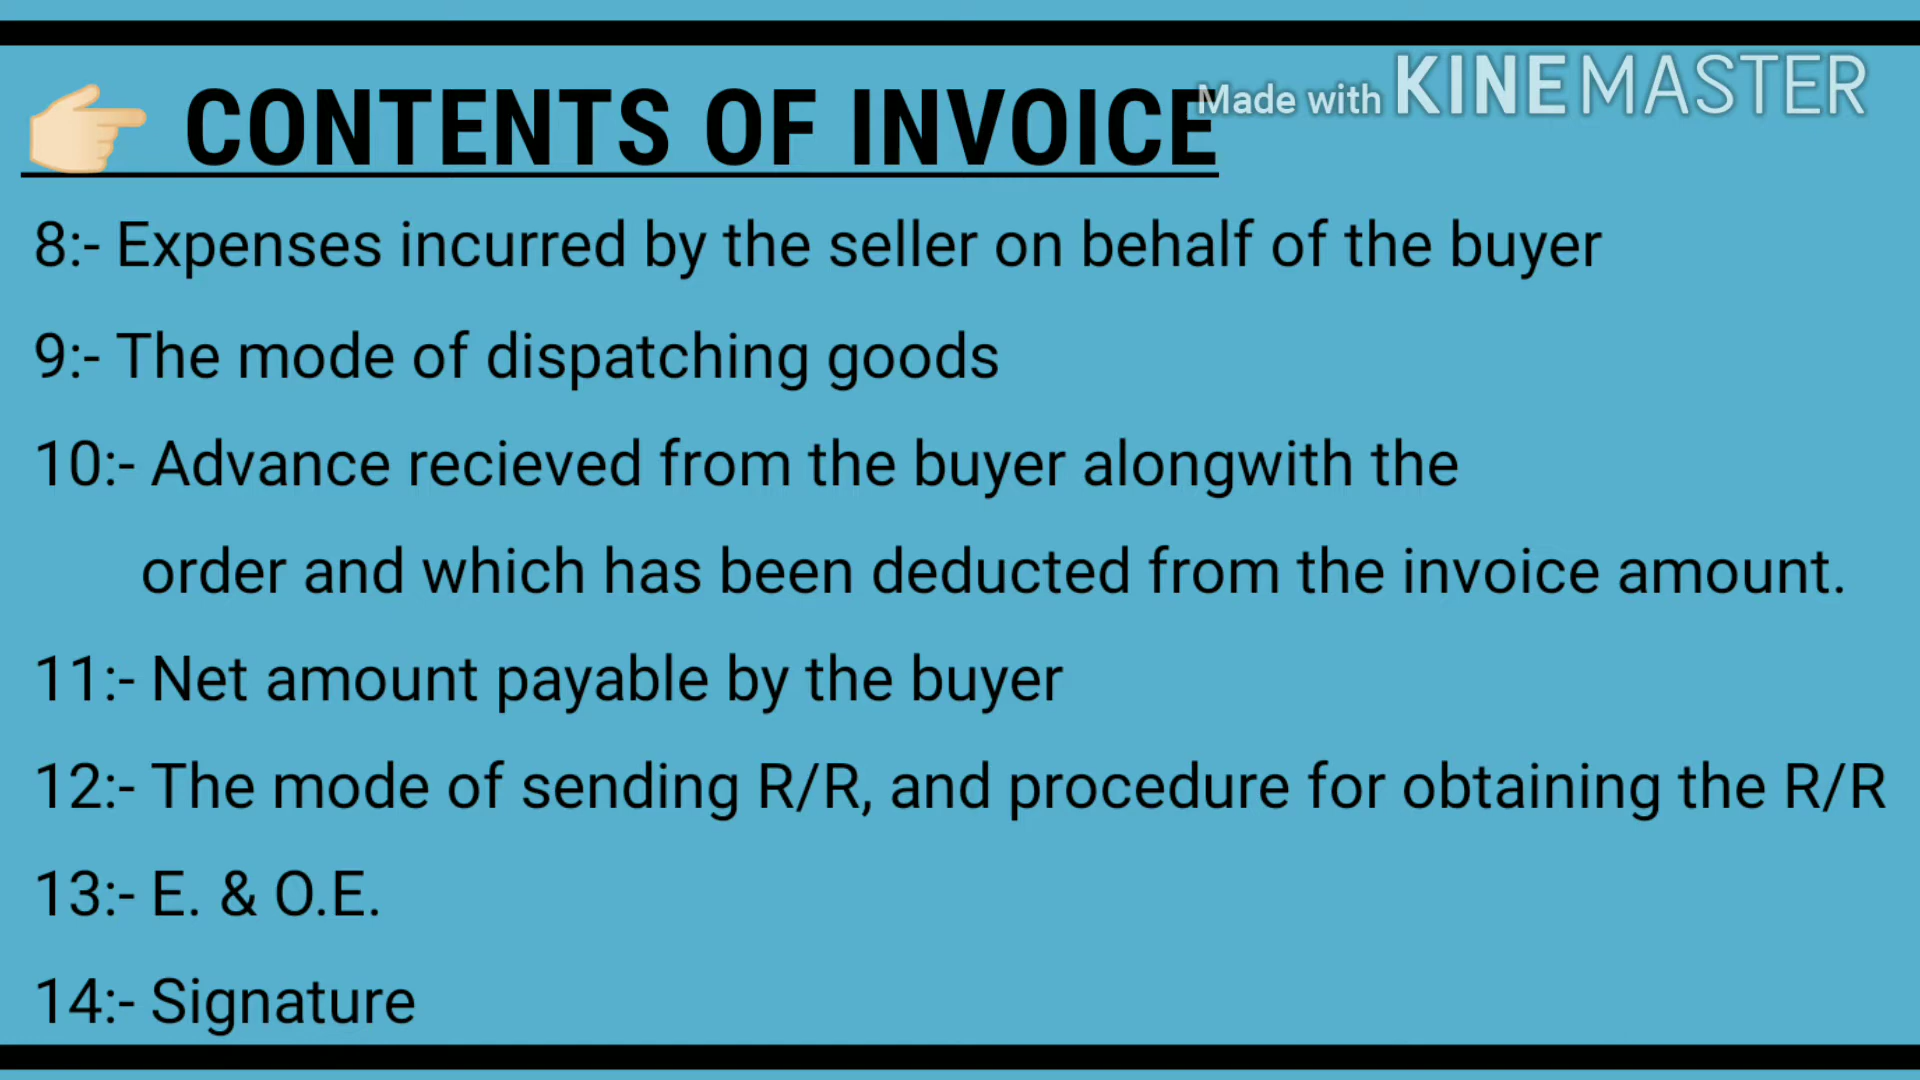 Made with KINEMASTER
👉🏻 CONTENTS OF INVOICE
8:- Expenses incurred by the seller on behalf of the buyer
9:- The mode of dispatching goods
10:- Advance recieved from the buyer alongwith the
order and which has been deducted from the invoice amount.
11:- Net amount payable by the buyer
12:- The mode of sending R/R, and procedure for obtaining the R/R
13:- E. & O.E.
14:- Signature